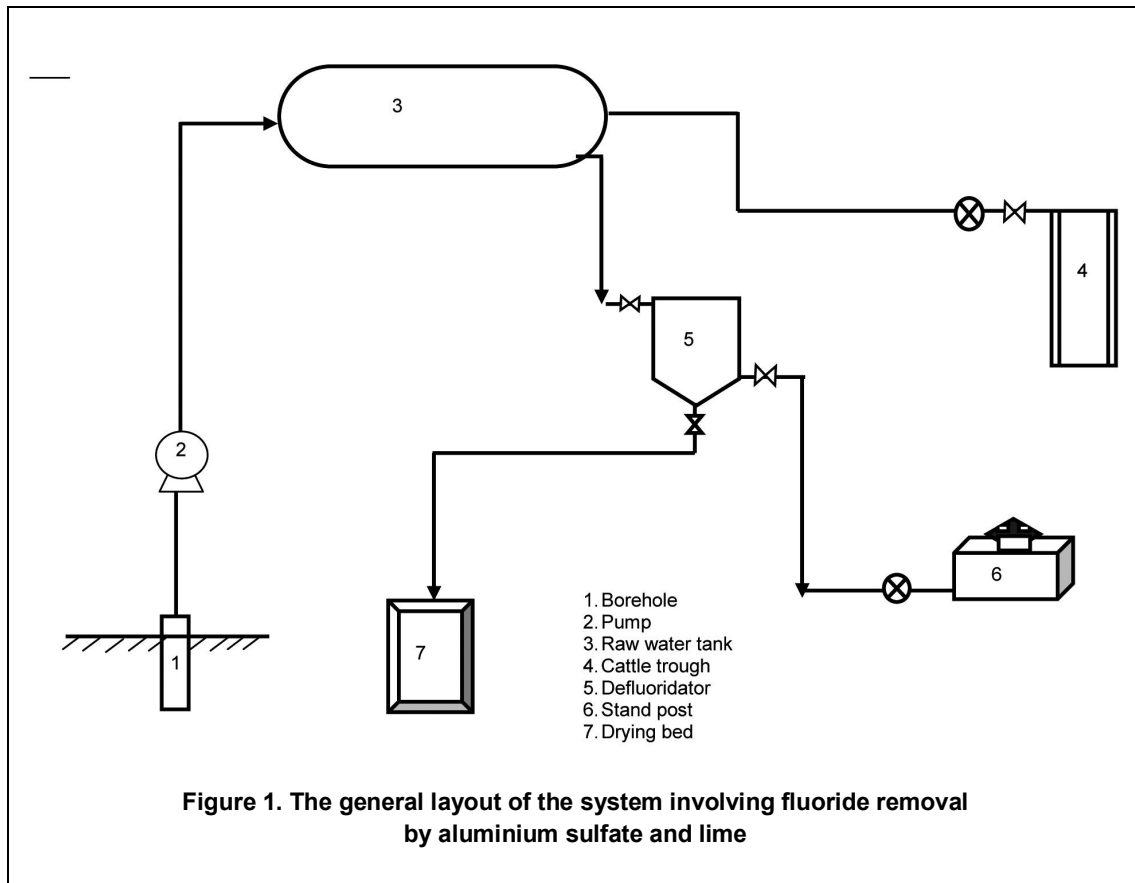 3
4
5
2
6
1
7
1. Borehole
2. Pump
3. Raw water tank
4. Cattle trough
5. Defluoridator
6. Stand post
7. Drying bed
Figure 1. The general layout of the system involving fluoride removal
by aluminium sulfate and lime